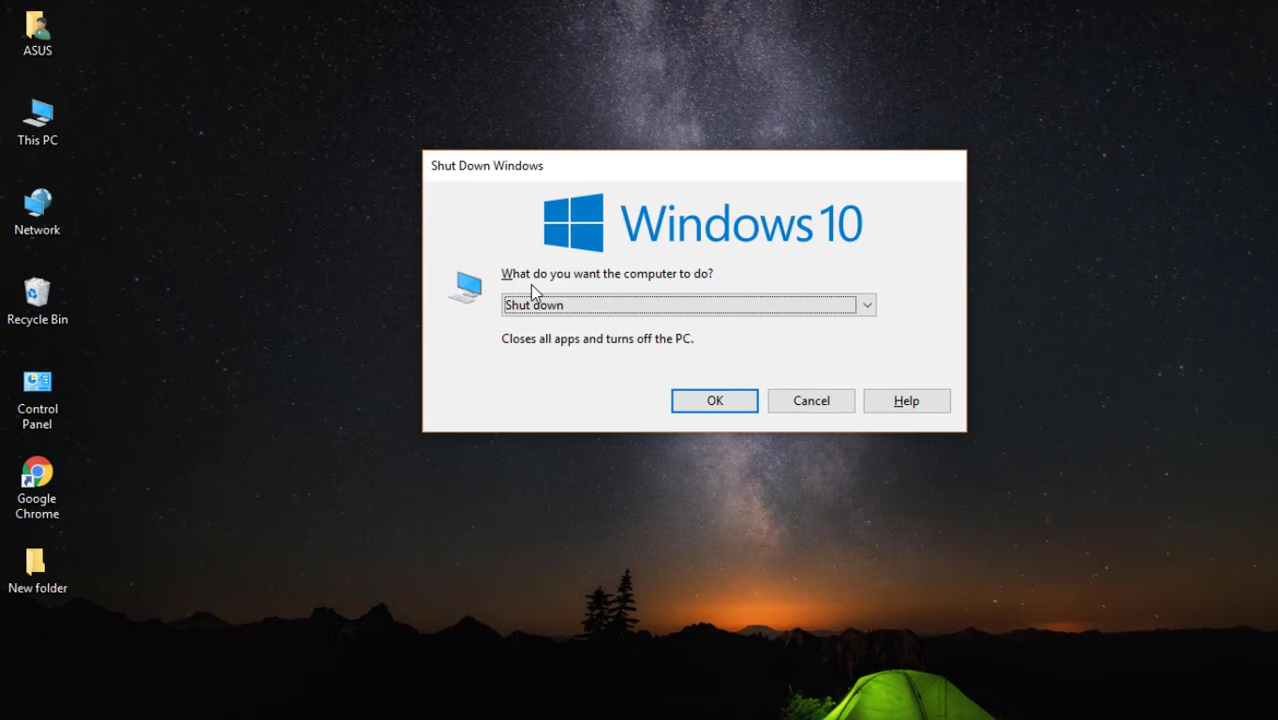 ASUS
This PC
Network
Recycle Bin
Control
Panel
Google
Chrome
New folder
Shut Down Windows
Windows 10
What do you want the computer to do?
Shut down
Closes all apps and turns off the PC.
OK
Cancel
Help